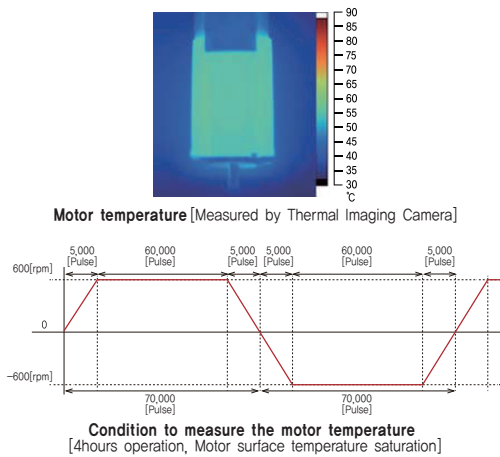 90
85
80
75
70
65
60
55
50
45
40
35
30
℃
Motor temperature [Measured by Thermal Imaging Camera]
5,000 60,000 5,000 5,000 60,000 5,000
[Pulse] [Pulse] [Pulse] [Pulse] [Pulse] [Pulse]
600[rpm]
0
-600[rpm]
70,000 70,000
[Pulse] [Pulse]
Condition to measure the motor temperature
[4hours operation, Motor surface temperature saturation]